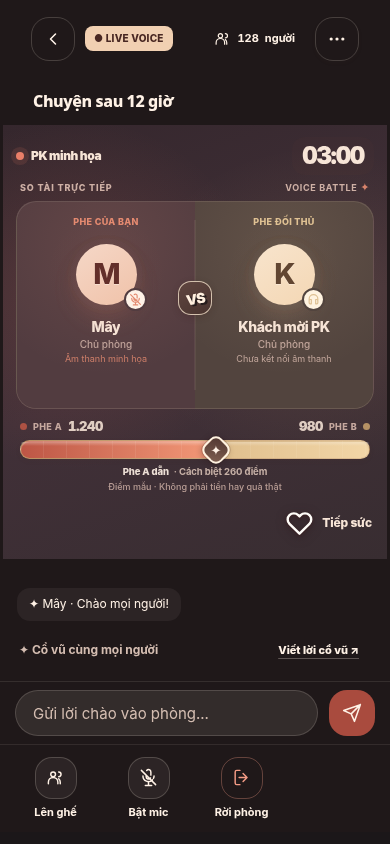 LIVE VOICE
128 người
Chuyện sau 12 giờ
PK minh họa
03:00
SO TÀI TRỰC TIẾP
VOICE BATTLE ✦
PHE CỦA BẠN
PHE ĐỐI THỦ
M
K
VS
Mây
Khách mời PK
Chủ phòng
Chủ phòng
Âm thanh minh họa
Chưa kết nối âm thanh
PHE A 1.240
980 PHE B
Phe A dẫn · Cách biệt 260 điểm
Điểm mẫu · Không phải tiền hay quà thật
Tiếp sức
✦ Mây · Chào mọi người!
✦ Cổ vũ cùng mọi người
Viết lời cổ vũ ↗
Gửi lời chào vào phòng...
Lên ghế
Bật mic
Rời phòng